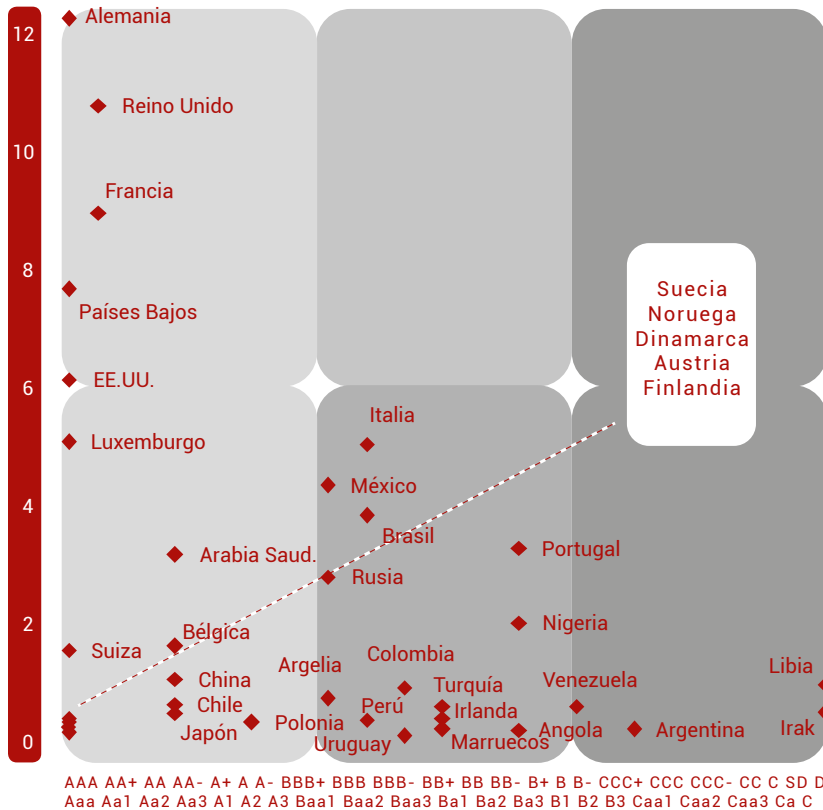 12
Alemania
Reino Unido
10
Francia
8
Países Bajos
Suecia
Noruega
Dinamarca
Austria
Finlandia
6
EE.UU.
Italia
Luxemburgo
México
4
Brasil
Arabia Saud.
Portugal
Rusia
2
Nigeria
Bélgica
Suiza
Colombia
Argelia
Libia
China
Turquía
Venezuela
Chile
Perú
Irlanda
Japón
Polonia
Uruguay
Marruecos
Angola
Argentina
Irak
0
AAA AA+ AA AA- A+ A A- BBB+ BBB BBB- BB+ BB BB- B+ B B- CCC+ CCC CCC- CC C SD D
Aaa Aa1 Aa2 Aa3 A1 A2 A3 Baa1 Baa2 Baa3 Ba1 Ba2 Ba3 B1 B2 B3 Caa1 Caa2 Caa3 Ca C